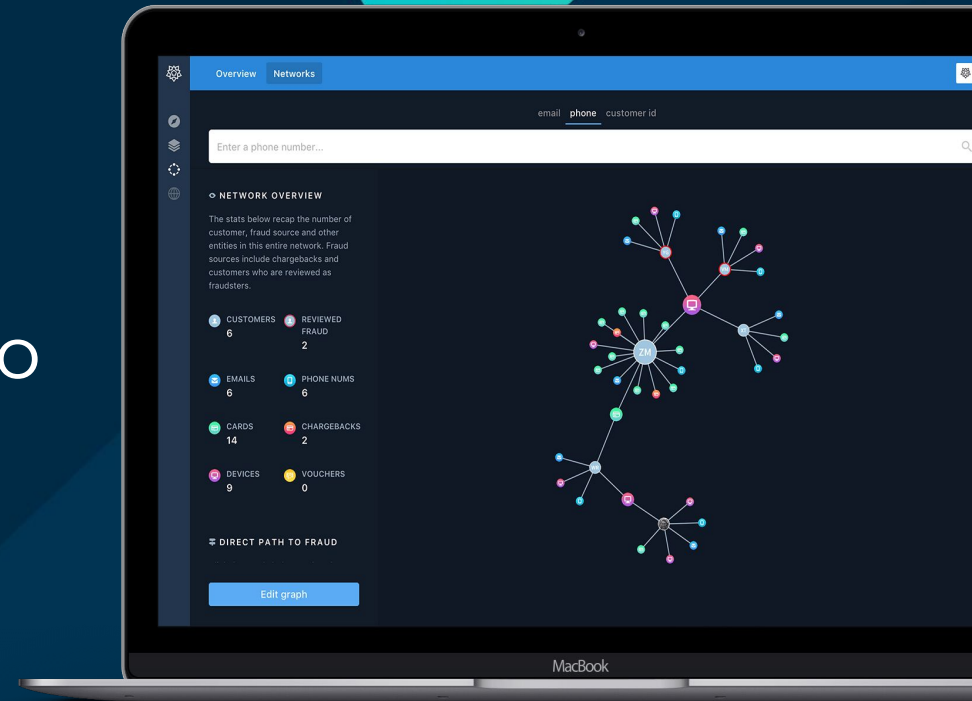 Overview Networks
email phone customer id
Enter a phone number...
NETWORK OVERVIEW
The stats below recap the number of
customer, fraud source and other
entities in this entire network. Fraud
sources include chargebacks and
customers who are reviewed as
fraudsters.
CUSTOMERS
6
REVIEWED
FRAUD
2
EMAILS
6
PHONE NUMS
6
CARDS
14
CHARGEBACKS
2
DEVICES
9
VOUCHERS
0
DIRECT PATH TO FRAUD
Edit graph
ZM
MacBook